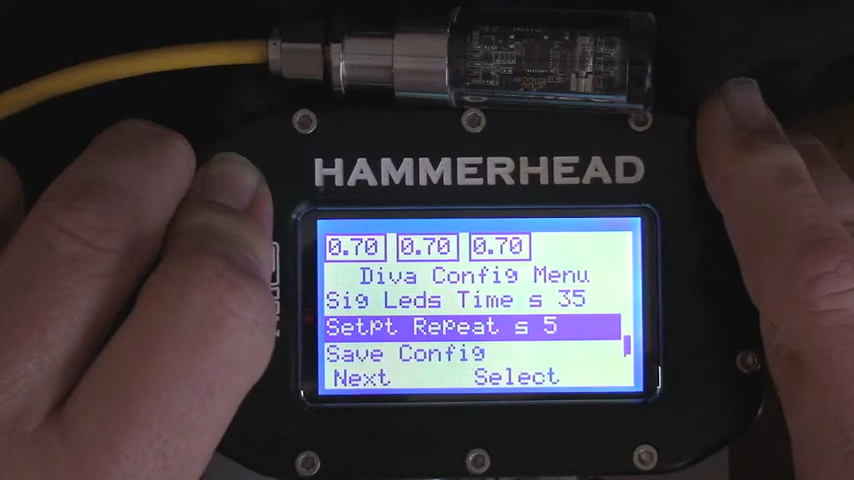 HAMMERHEAD
0.70 0.70 0.70
Diva Config Menu
Sig Leds Time s 35
Setpt Repeat s 5
Save Config
Next Select